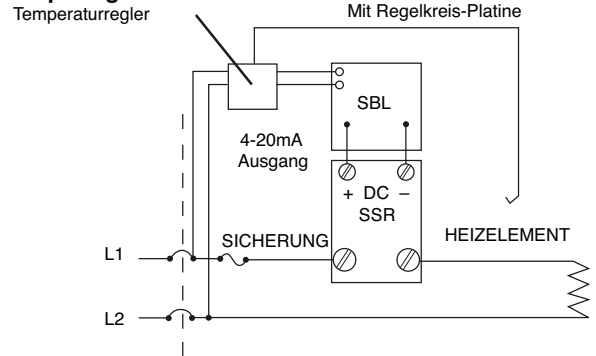 Temperaturregler
Mit Regelkreis-Platine
SBL
4-20mA
Ausgang
+ DC –
SSR
SICHERUNG
HEIZELEMENT
L1
L2